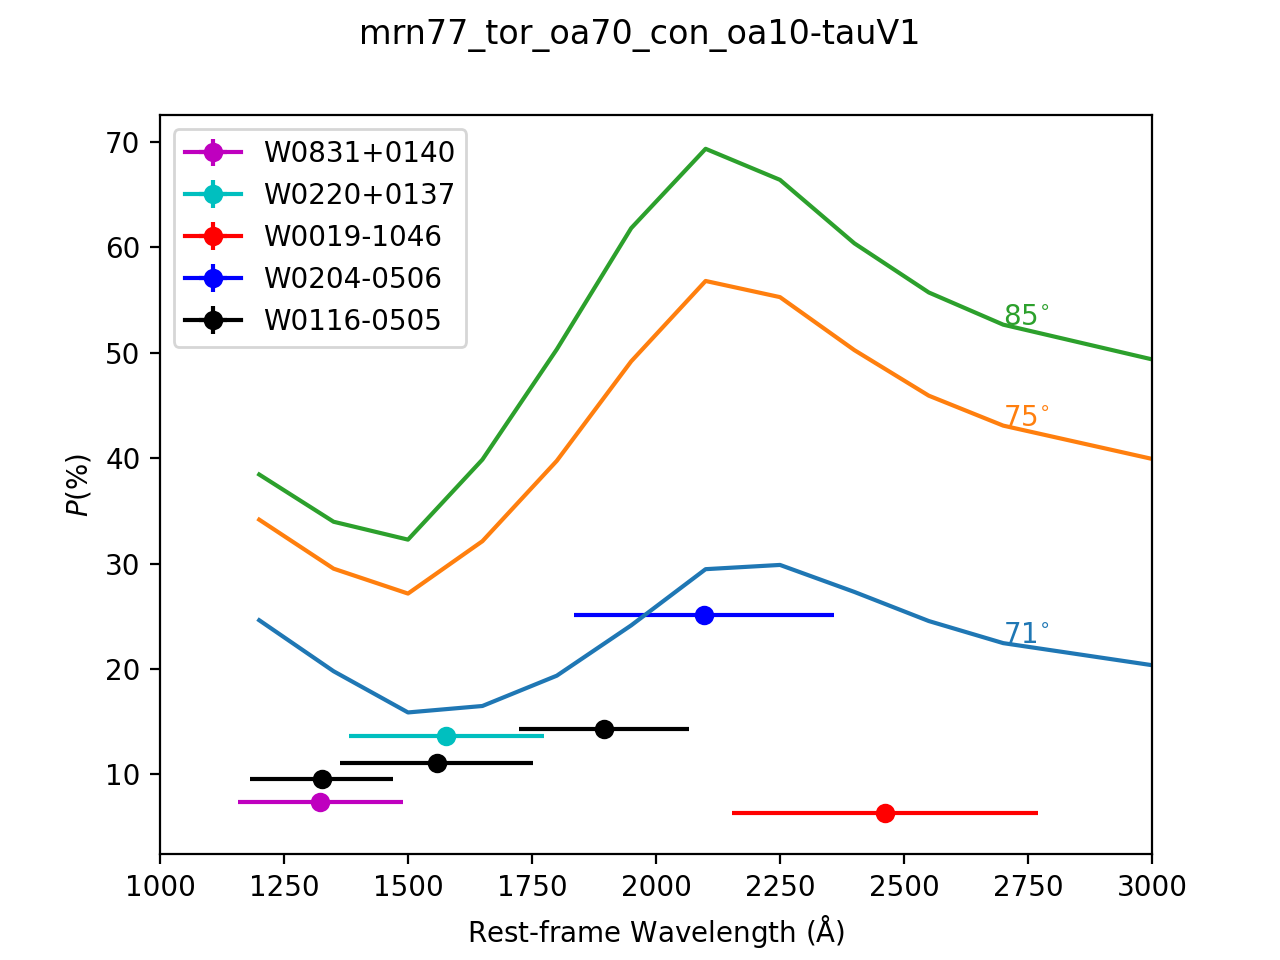 mrn77_tor_oa70_con_oa10-tauV1
W0831+0140
W0220+0137
W0019-1046
W0204-0506
W0116-0505
70
60
50
40
30
20
10
P(%)
85°
75°
71°
1000 1250 1500 1750 2000 2250 2500 2750 3000
Rest-frame Wavelength (Å)